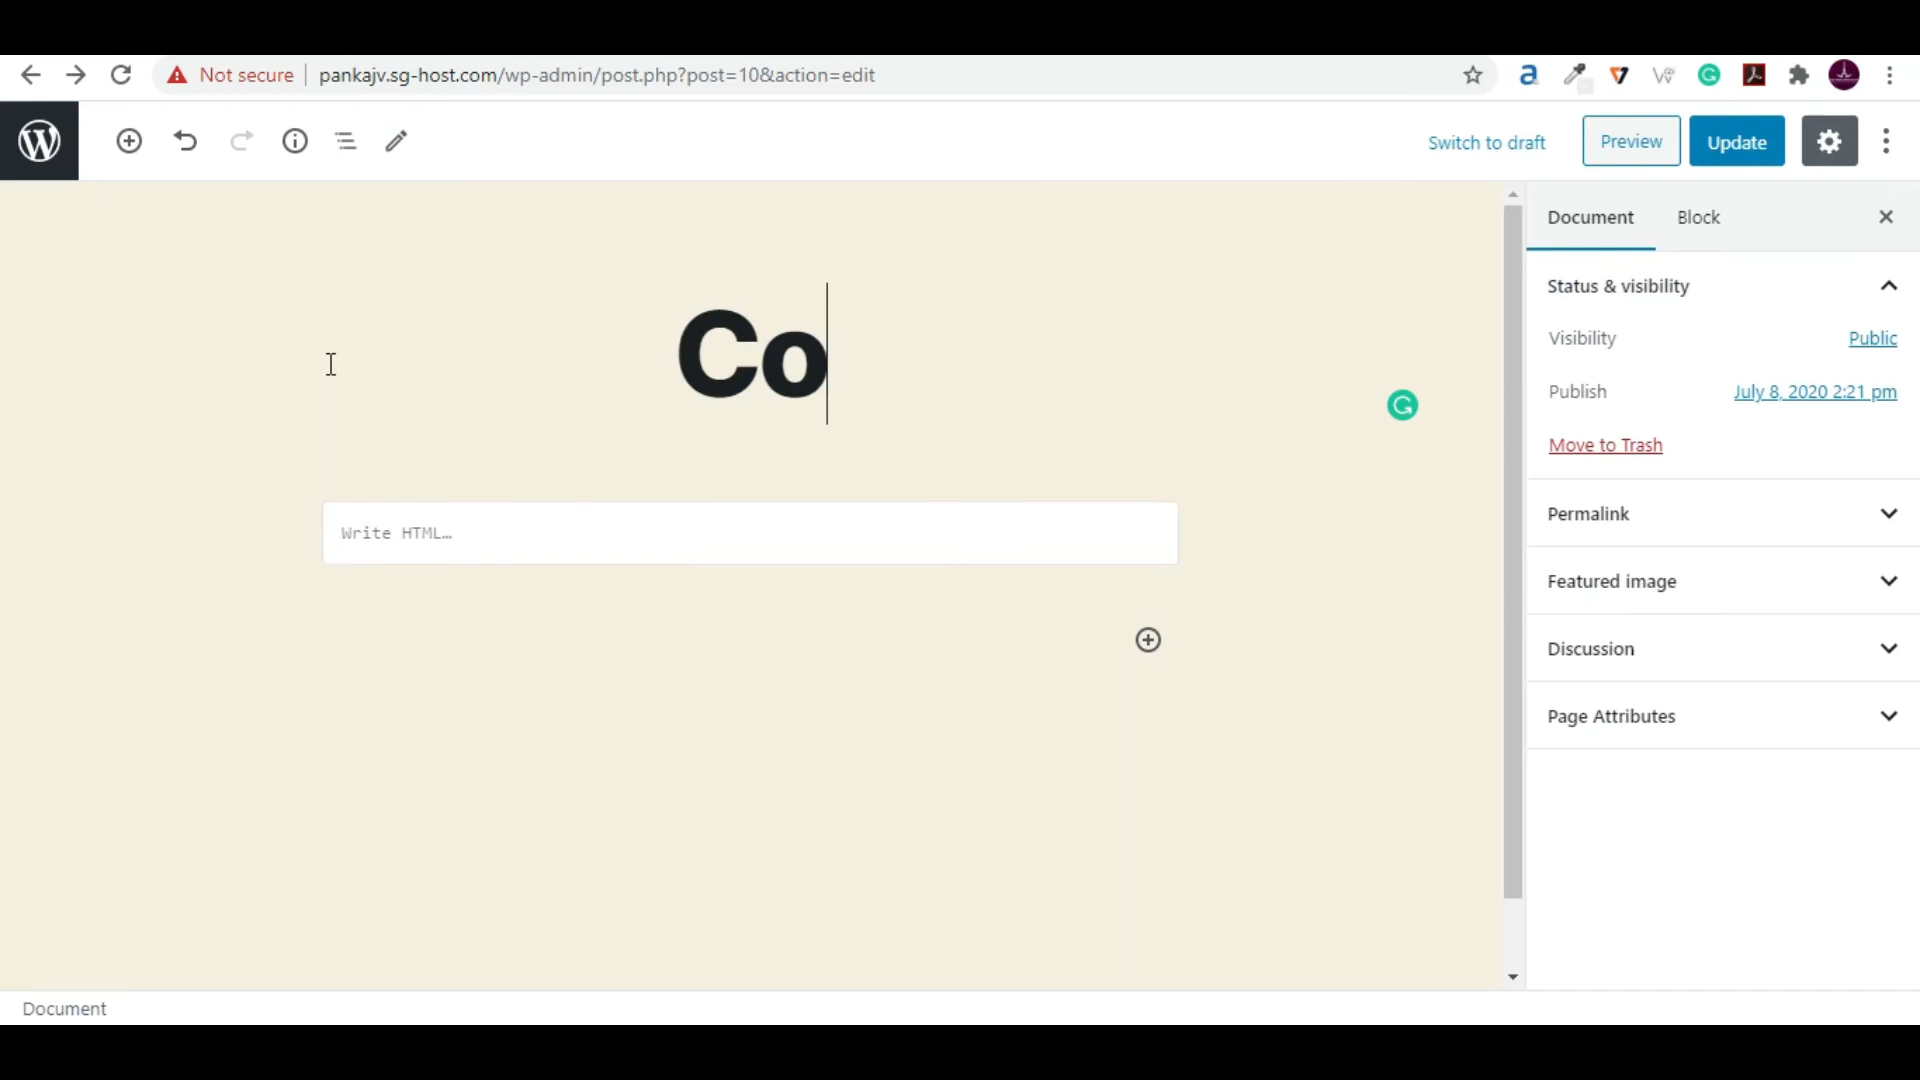 Not secure pankajv.sg-host.com/wp-admin/post.php?post=10&action=edit
Switch to draft
Preview
Update
Document
Block
Status & visibility
Visibility
Public
Publish
July 8, 2020 2:21 pm
Move to Trash
Permalink
Featured image
Discussion
Page Attributes
Co
Write HTML…
Document